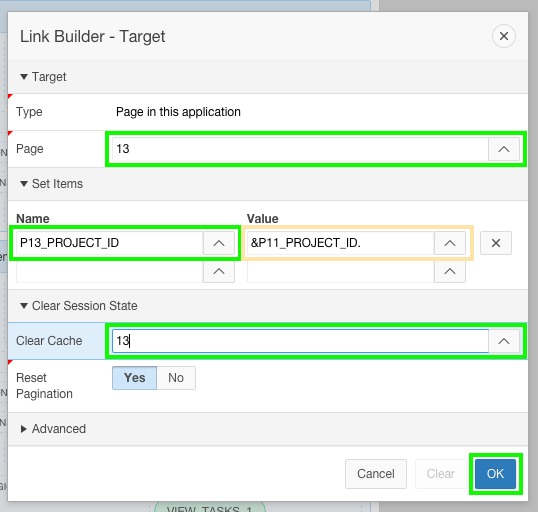 Link Builder - Target
Target
Type Page in this application
Page 13
Set Items
Name Value
P13_PROJECT_ID &P11_PROJECT_ID.
Clear Session State
Clear Cache 13
Reset Pagination Yes No
Advanced
Cancel Clear OK
VIEW_TASKS_1